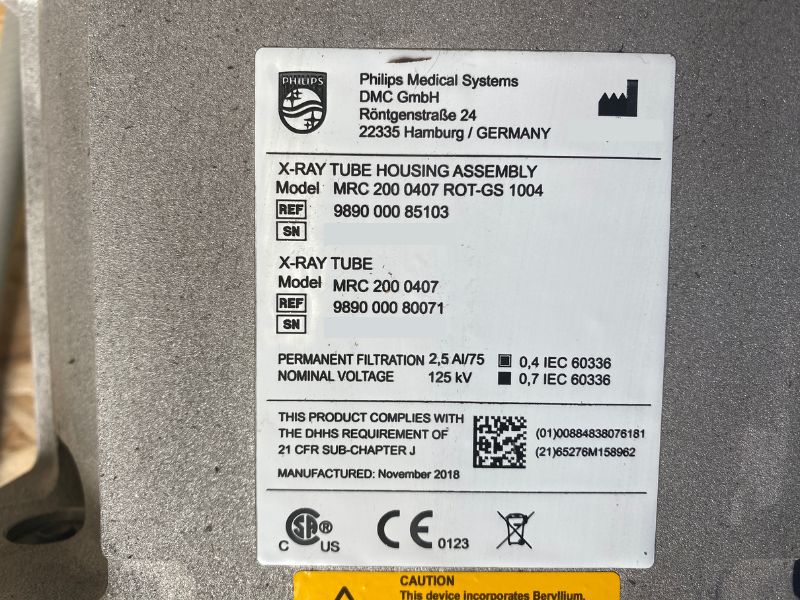 PHILIPS
Philips Medical Systems
DMC GmbH
Röntgenstraße 24
22335 Hamburg / GERMANY
X-RAY TUBE HOUSING ASSEMBLY
Model MRC 200 0407 ROT-GS 1004
REF 9890 000 85103
SN
X-RAY TUBE
Model MRC 200 0407
REF 9890 000 80071
SN
PERMANENT FILTRATION 2,5 Al/75 0,4 IEC 60336
NOMINAL VOLTAGE 125 kV 0,7 IEC 60336
THIS PRODUCT COMPLIES WITH
THE DHHS REQUIREMENT OF
21 CFR SUB-CHAPTER J
(01)00884838076181
(21)65276M158962
MANUFACTURED: November 2018
C SA ® US
CE 0123
CAUTION
This device incorporates Beryllium.